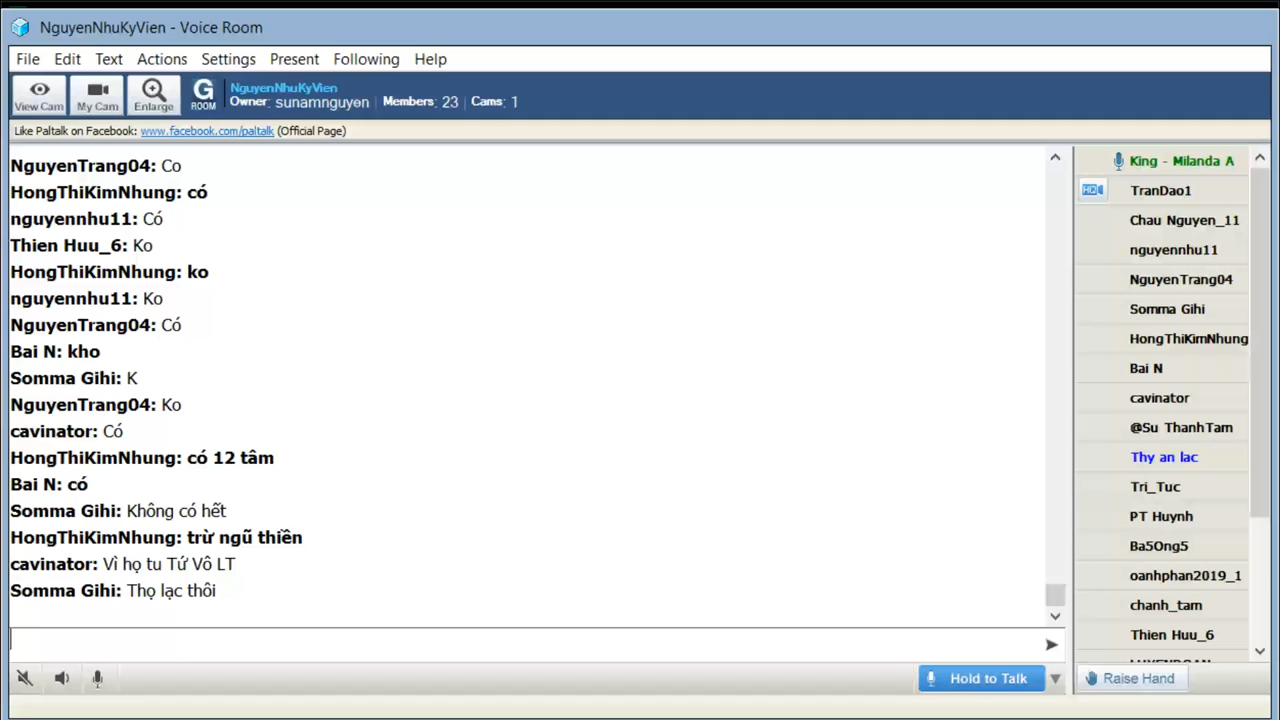 NguyenNhuKyVien - Voice Room
File Edit Text Actions Settings Present Following Help
View Cam
My Cam
Enlarge
G
ROOM
NguyenNhuKyVien
Owner: sunamnguyen Members: 23 Cams: 1
Like Paltalk on Facebook: www.facebook.com/paltalk (Official Page)
NguyenTrang04: Co
HongThiKimNhung: có
nguyennhu11: Có
Thien Huu_6: Ko
HongThiKimNhung: ko
nguyennhu11: Ko
NguyenTrang04: Có
Bai N: kho
Somma Gihi: K
NguyenTrang04: Ko
cavinator: Có
HongThiKimNhung: có 12 tâm
Bai N: có
Somma Gihi: Không có hết
HongThiKimNhung: trừ ngũ thiền
cavinator: Vì họ tu Tứ Vô LT
Somma Gihi: Thọ lạc thôi
King - Milanda A
HD
TranDao1
Chau Nguyen_11
nguyennhu11
NguyenTrang04
Somma Gihi
HongThiKimNhung
Bai N
cavinator
@Su ThanhTam
Thy an lac
Tri_Tuc
PT Huynh
Ba5Ong5
oanhphan2019_1
chanh_tam
Thien Huu_6
Hold to Talk
Raise Hand